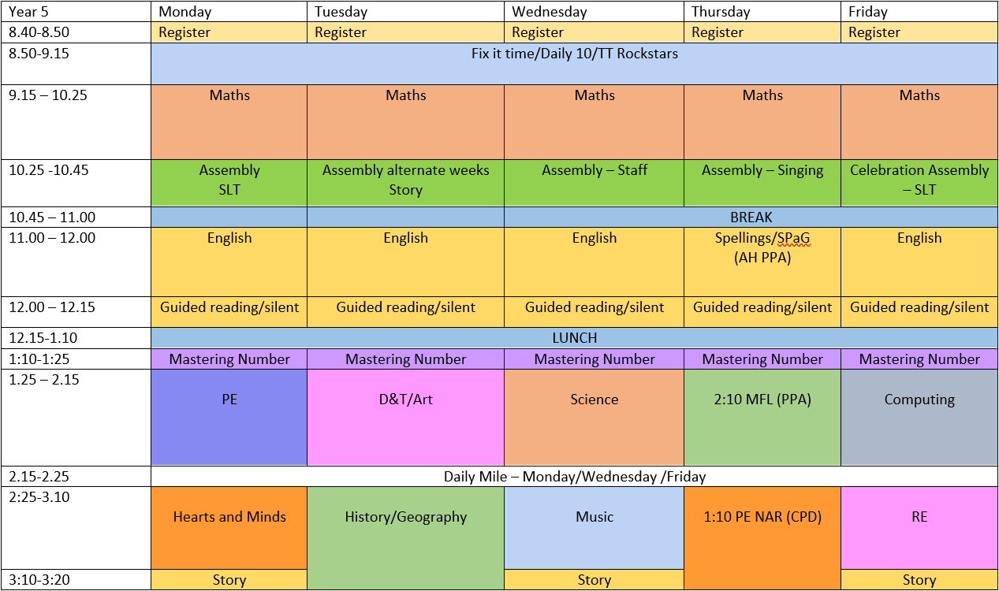 Year 5 Monday Tuesday Wednesday Thursday Friday
8.40-8.50 Register Register Register Register Register
8.50-9.15 Fix it time/Daily 10/TT Rockstars
9.15 – 10.25 Maths Maths Maths Maths Maths
10.25 -10.45 Assembly Assembly alternate weeks Assembly – Staff Assembly – Singing Celebration Assembly
SLT Story – SLT
10.45 – 11.00 BREAK
11.00 – 12.00 English English English Spellings/SPaG English
(AH PPA)
12.00 – 12.15 Guided reading/silent Guided reading/silent Guided reading/silent Guided reading/silent Guided reading/silent
12.15-1.10 LUNCH
1:10-1:25 Mastering Number Mastering Number Mastering Number Mastering Number Mastering Number
1.25 – 2.15
PE D&T/Art Science 2:10 MFL (PPA) Computing
2.15-2.25 Daily Mile – Monday/Wednesday /Friday
2:25-3.10
Hearts and Minds History/Geography Music 1:10 PE NAR (CPD) RE
3:10-3:20 Story Story Story